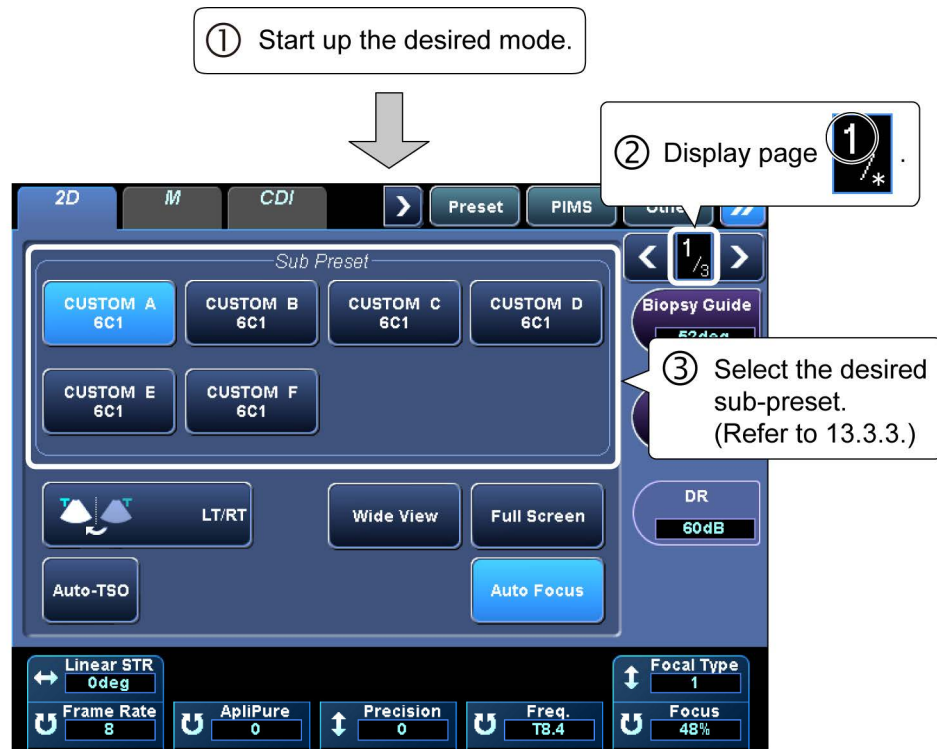 ① Start up the desired mode.
② Display page 1/* .
2D M CDI > Preset PIMS
Sub Preset
< 1/3 >
CUSTOM A CUSTOM B CUSTOM C CUSTOM D
6C1 6C1 6C1 6C1
Biopsy Guide
CUSTOM E CUSTOM F
6C1 6C1
③ Select the desired
sub-preset.
(Refer to 13.3.3.)
T T LT/RT Wide View Full Screen
DR
60dB
Auto-TSO Auto Focus
Linear STR Focal Type
0deg 1
Frame Rate ApliPure Precision Freq. Focus
8 0 0 T8.4 48%